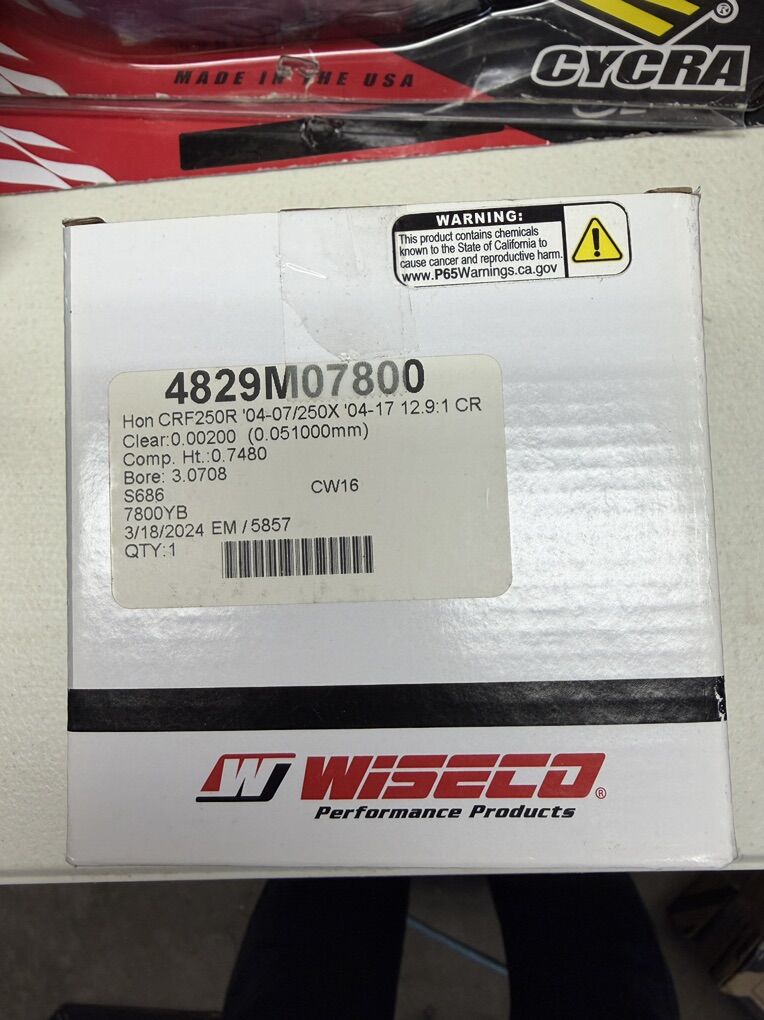 MADE IN THE USA
CYCRA
®
WARNING:
This product contains chemicals
known to the State of California to
cause cancer and reproductive harm.
www.P65Warnings.ca.gov
4829M07800
Hon CRF250R '04-07/250X '04-17 12.9:1 CR
Clear:0.00200 (0.051000mm)
Comp. Ht.:0.7480
Bore: 3.0708
S686
CW16
7800YB
3/18/2024 EM / 5857
QTY:1
W WISECO®
Performance Products